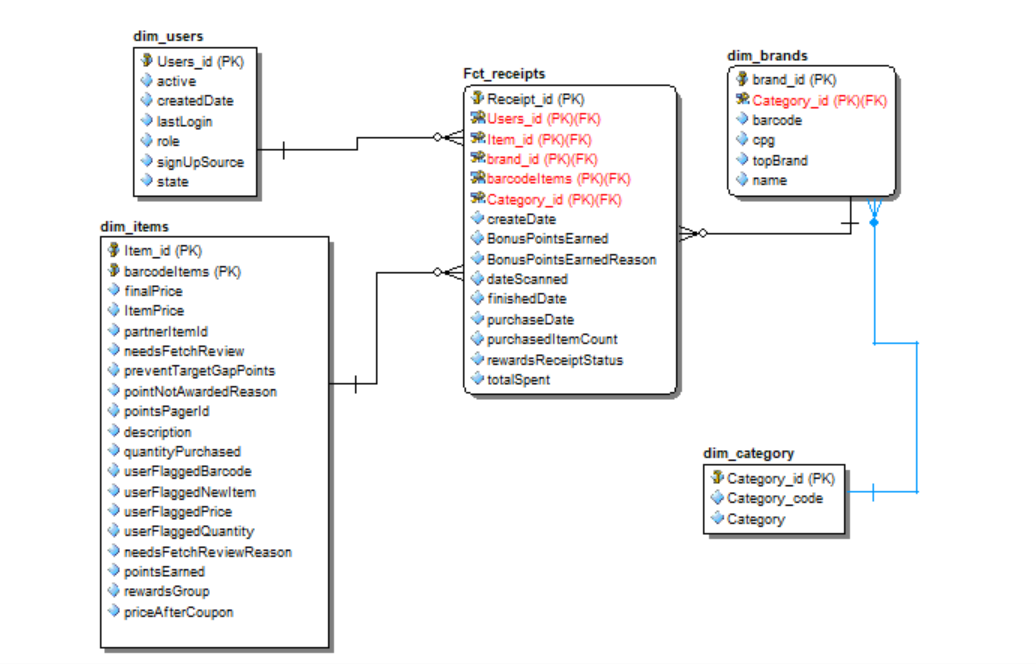 dim_users
Users_id (PK)
active
createdDate
lastLogin
role
signUpSource
state
dim_items
Item_id (PK)
barcodeItems (PK)
finalPrice
ItemPrice
partnerItemId
needsFetchReview
preventTargetGapPoints
pointNotAwardedReason
pointsPagerId
description
quantityPurchased
userFlaggedBarcode
userFlaggedNewItem
userFlaggedPrice
userFlaggedQuantity
needsFetchReviewReason
pointsEarned
rewardsGroup
priceAfterCoupon
Fct_receipts
Receipt_id (PK)
Users_id (PK)(FK)
Item_id (PK)(FK)
brand_id (PK)(FK)
barcodeItems (PK)(FK)
Category_id (PK)(FK)
createDate
BonusPointsEarned
BonusPointsEarnedReason
dateScanned
finishedDate
purchaseDate
purchasedItemCount
rewardsReceiptStatus
totalSpent
dim_brands
brand_id (PK)
Category_id (PK)(FK)
barcode
cpg
topBrand
name
dim_category
Category_id (PK)
Category_code
Category